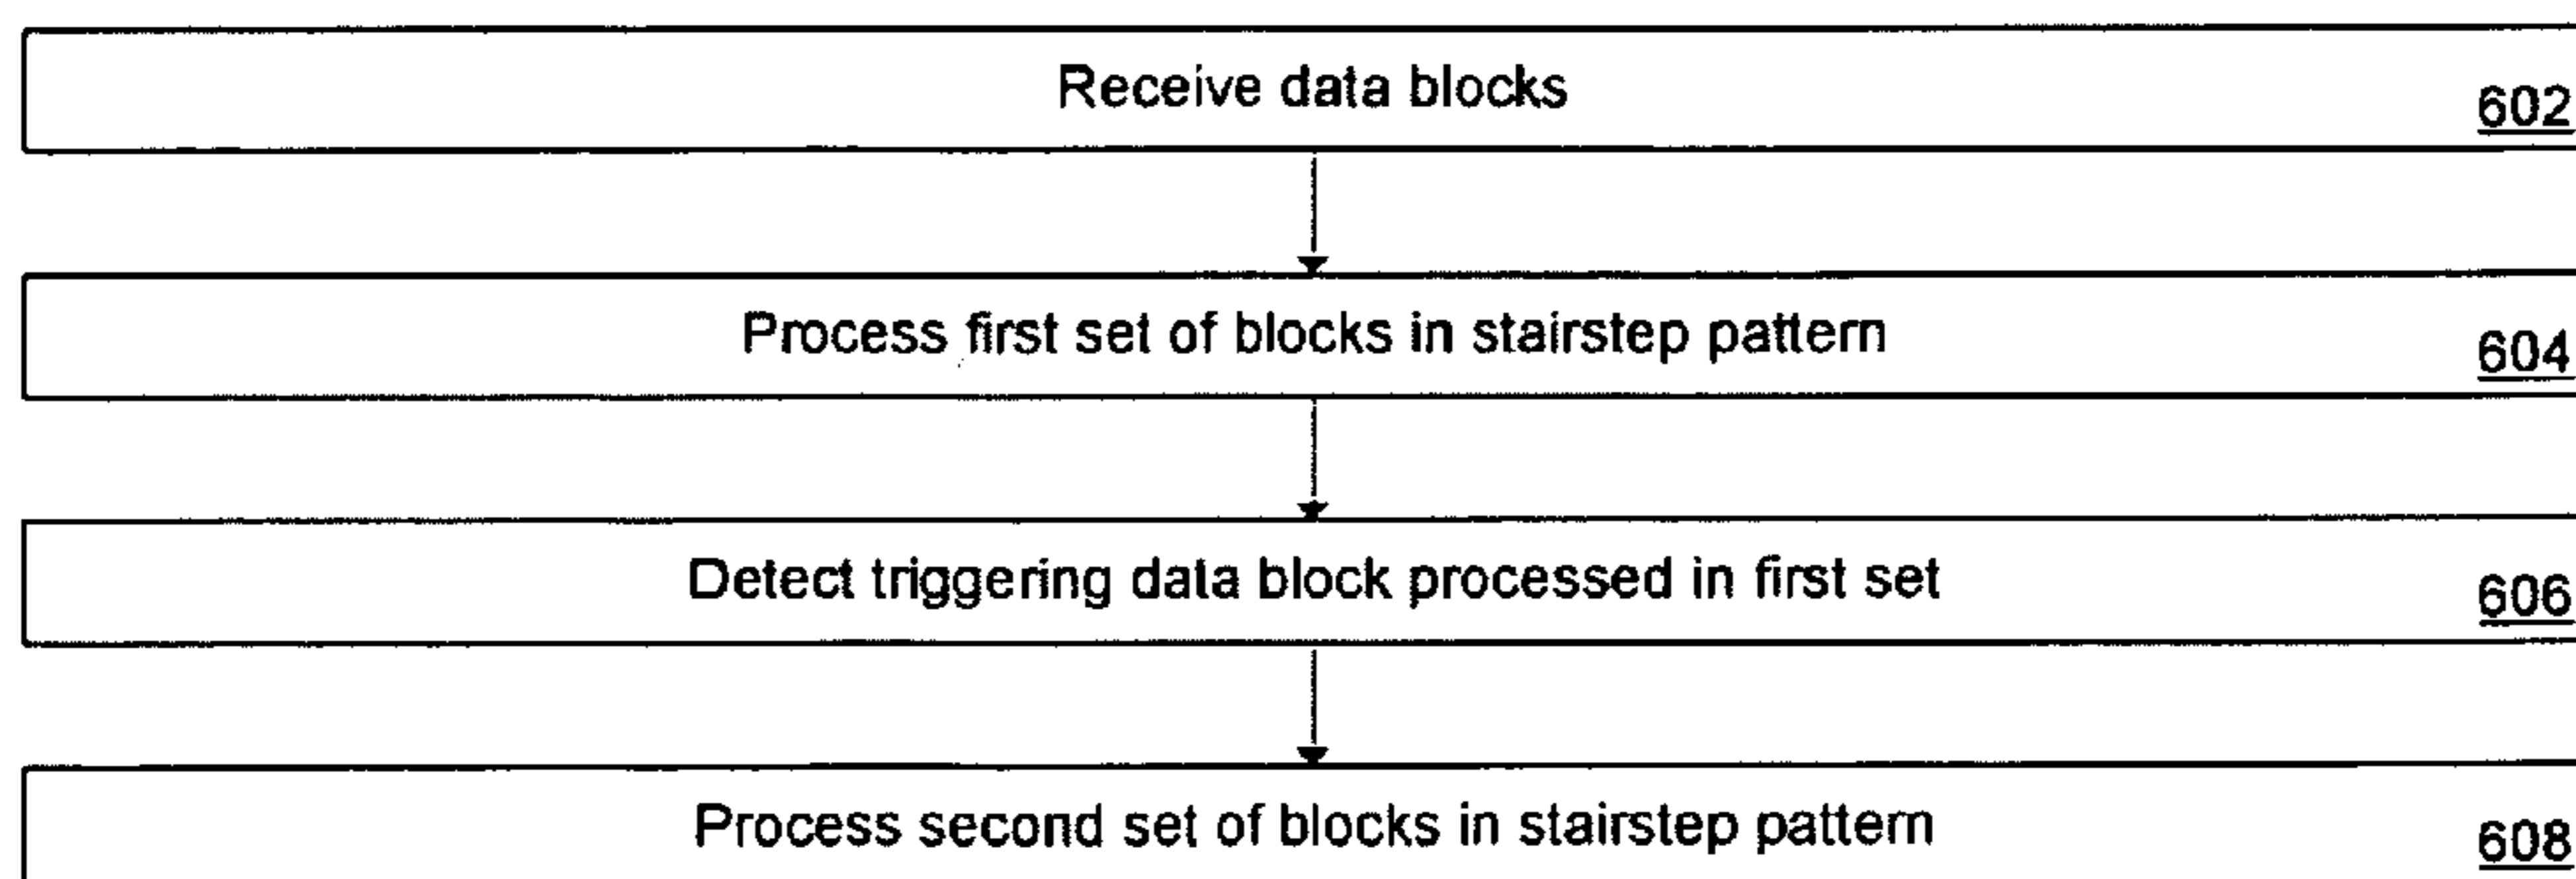 Receive data blocks
602
Process first set of blocks in stairstep pattern
604
Detect triggering data block processed in first set
606
Process second set of blocks in stairstep pattern
608